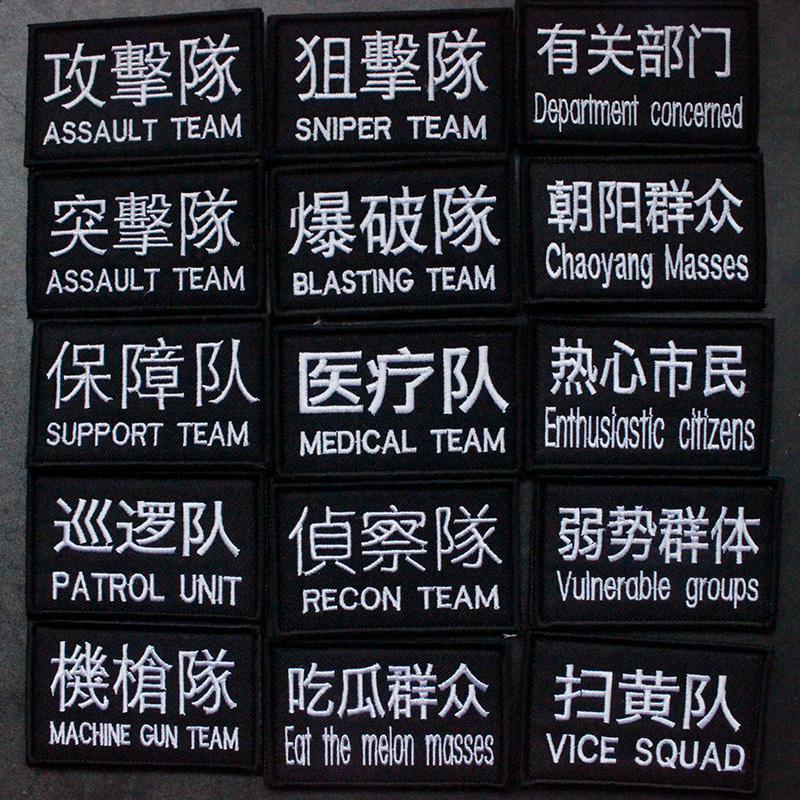 攻擊隊
ASSAULT TEAM
狙擊隊
SNIPER TEAM
有关部门
Department concerned
突擊隊
ASSAULT TEAM
爆破隊
BLASTING TEAM
朝阳群众
Chaoyang Masses
保障队
SUPPORT TEAM
医疗队
MEDICAL TEAM
热心市民
Enthusiastic citizens
巡逻队
PATROL UNIT
偵察隊
RECON TEAM
弱势群体
Vulnerable groups
機槍隊
MACHINE GUN TEAM
吃瓜群众
Eat the melon masses
扫黄队
VICE SQUAD